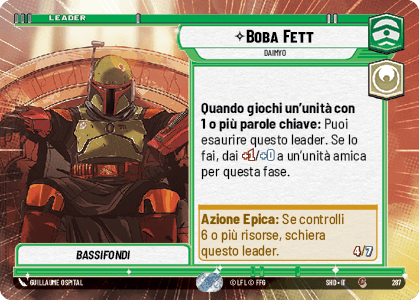 LEADER
BOBA FETT
DAIMYO
Quando giochi un'unità con
1 o più parole chiave: Puoi
esaurire questo leader. Se lo
fai, dai +1/+0 a un'unità amica
per questa fase.
Azione Epica: Se controlli
6 o più risorse, schiera
questo leader.
4/7
BASSIFONDI
GUILLAUME OSPITAL
© LFL © FFG
SHD • IT
287